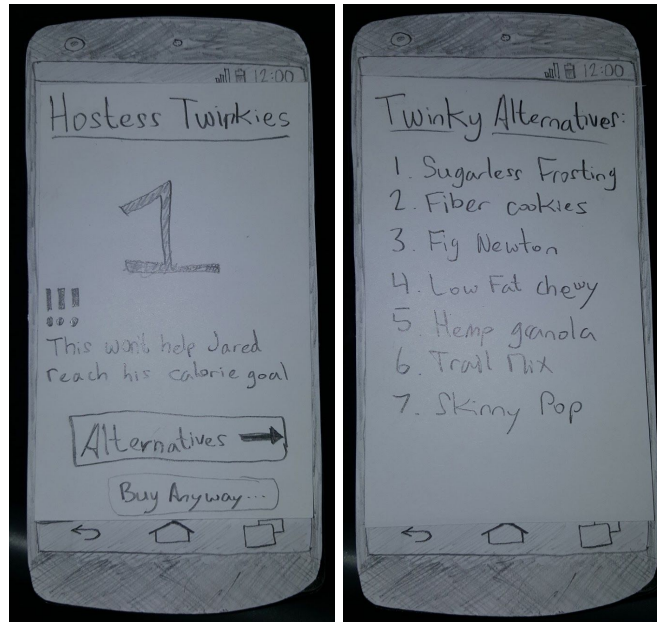 12:00
Hostess Twinkies
1
!!!
This wont help Jared
reach his calorie goal
Alternatives
Buy Anyway...
12:00
Twinky Alternatives:
1. Sugarless Frosting
2. Fiber cookies
3. Fig Newton
4. Low Fat chewy
5. Hemp granola
6. Trail Mix
7. Skinny Pop